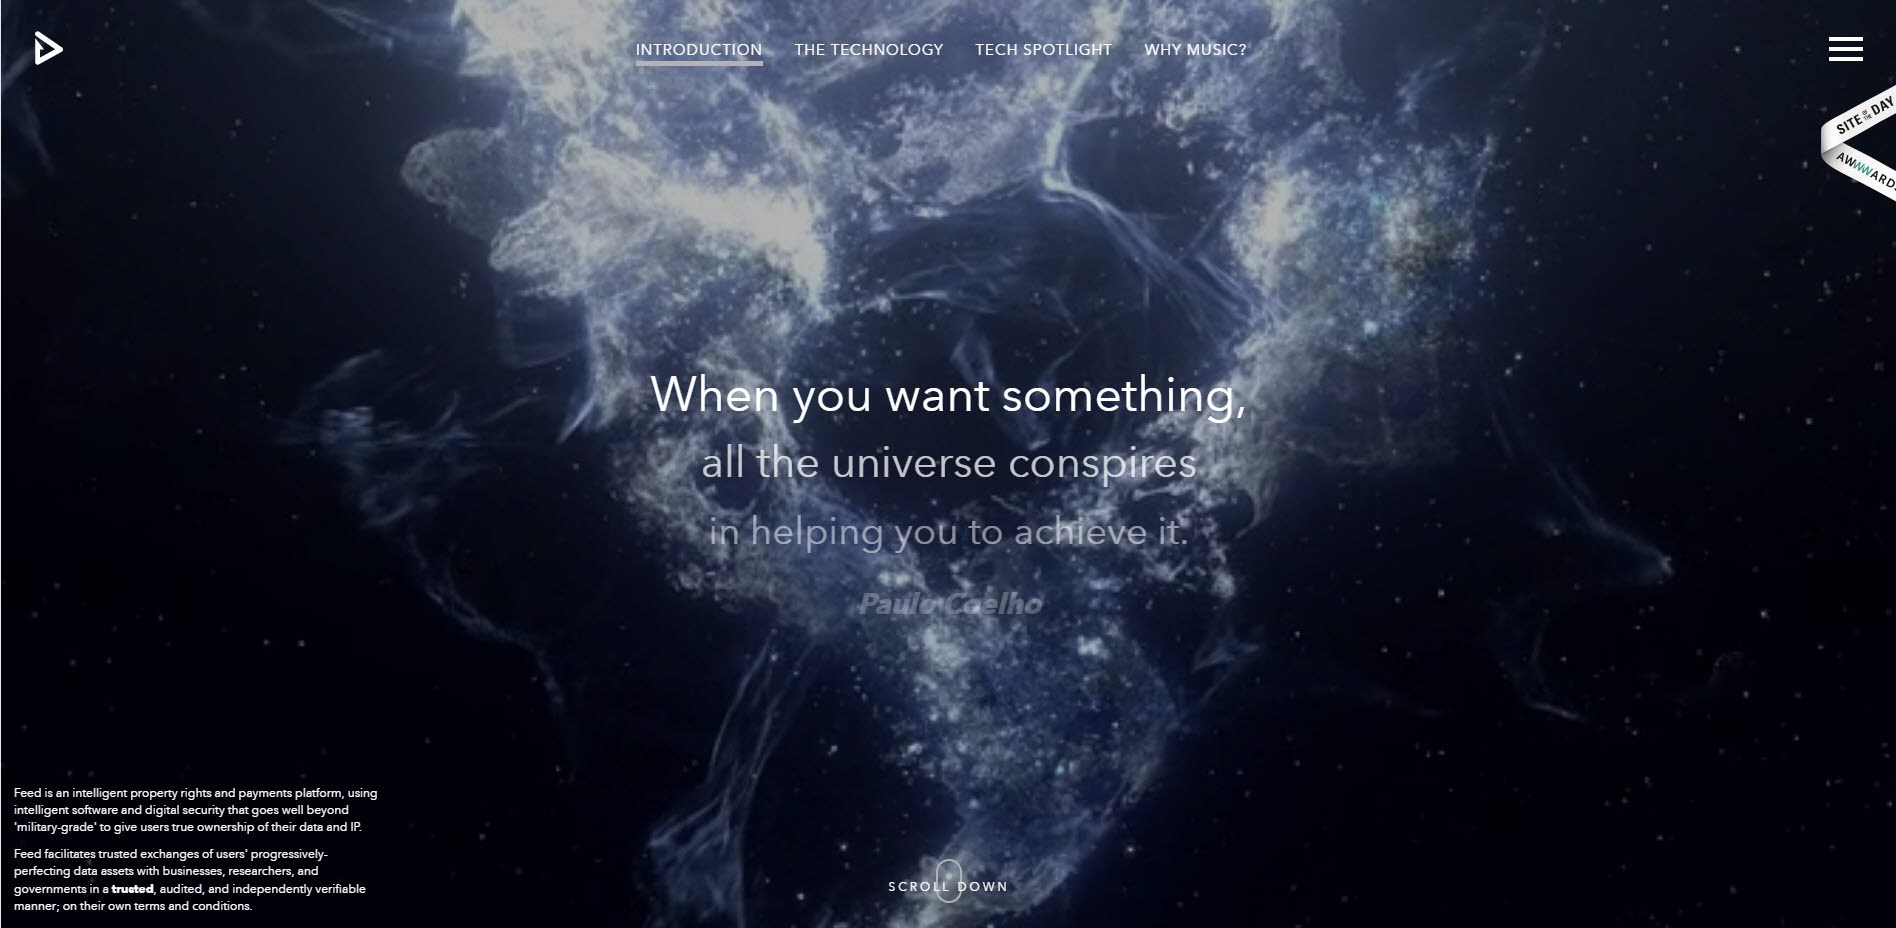 INTRODUCTION THE TECHNOLOGY TECH SPOTLIGHT WHY MUSIC?
SITE OF THE DAY
AWWWARDS
When you want something,
all the universe conspires
in helping you to achieve it.
Paulo Coelho
Feed is an intelligent property rights and payments platform, using
intelligent software and digital security that goes well beyond
'military-grade' to give users true ownership of their data and IP.
Feed facilitates trusted exchanges of users' progressively-
perfecting data assets with businesses, researchers, and
governments in a trusted, audited, and independently verifiable
manner; on their own terms and conditions.
SCROLL DOWN